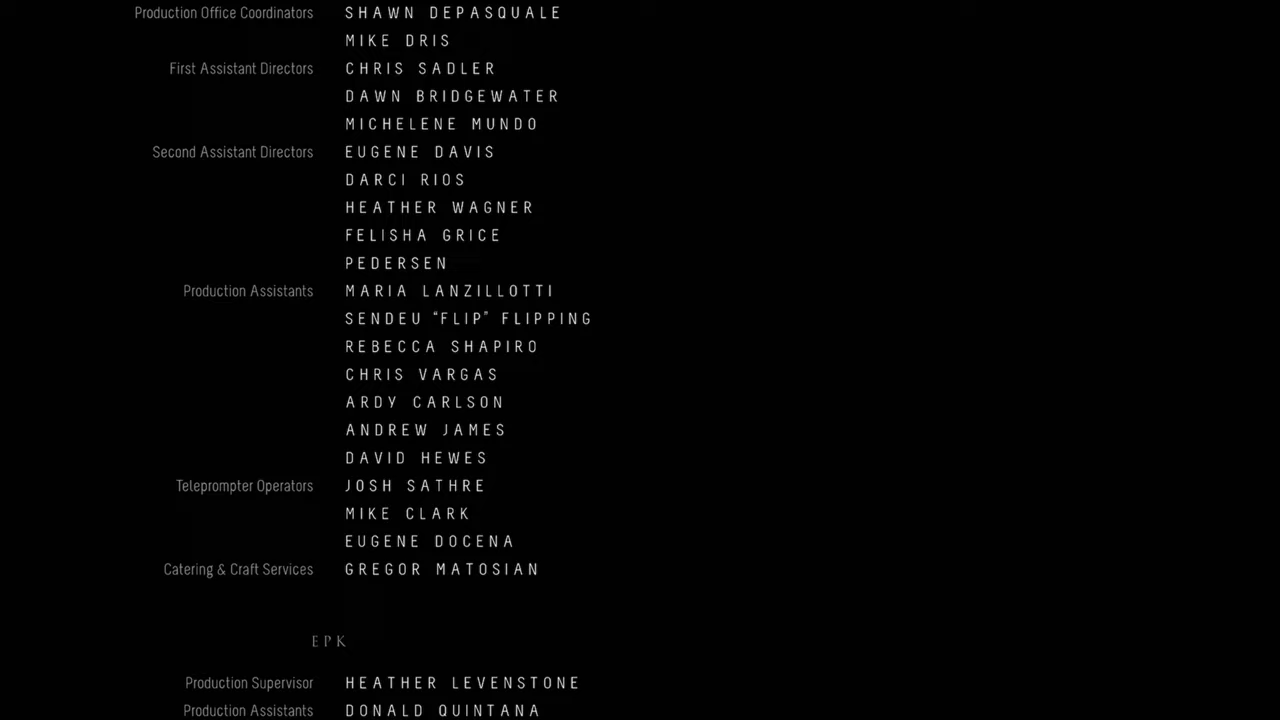 Production Office Coordinators SHAWN DEPASQUALE
MIKE DRIS
First Assistant Directors CHRIS SADLER
DAWN BRIDGEWATER
MICHELENE MUNDO
Second Assistant Directors EUGENE DAVIS
DARCI RIOS
HEATHER WAGNER
FELISHA GRICE
PEDERSEN
Production Assistants MARIA LANZILLOTTI
SENDEU “FLIP” FLIPPING
REBECCA SHAPIRO
CHRIS VARGAS
ARDY CARLSON
ANDREW JAMES
DAVID HEWES
Teleprompter Operators JOSH SATHRE
MIKE CLARK
EUGENE DOCENA
Catering & Craft Services GREGOR MATOSIAN
EPK
Production Supervisor HEATHER LEVENSTONE
Production Assistants DONALD QUINTANA